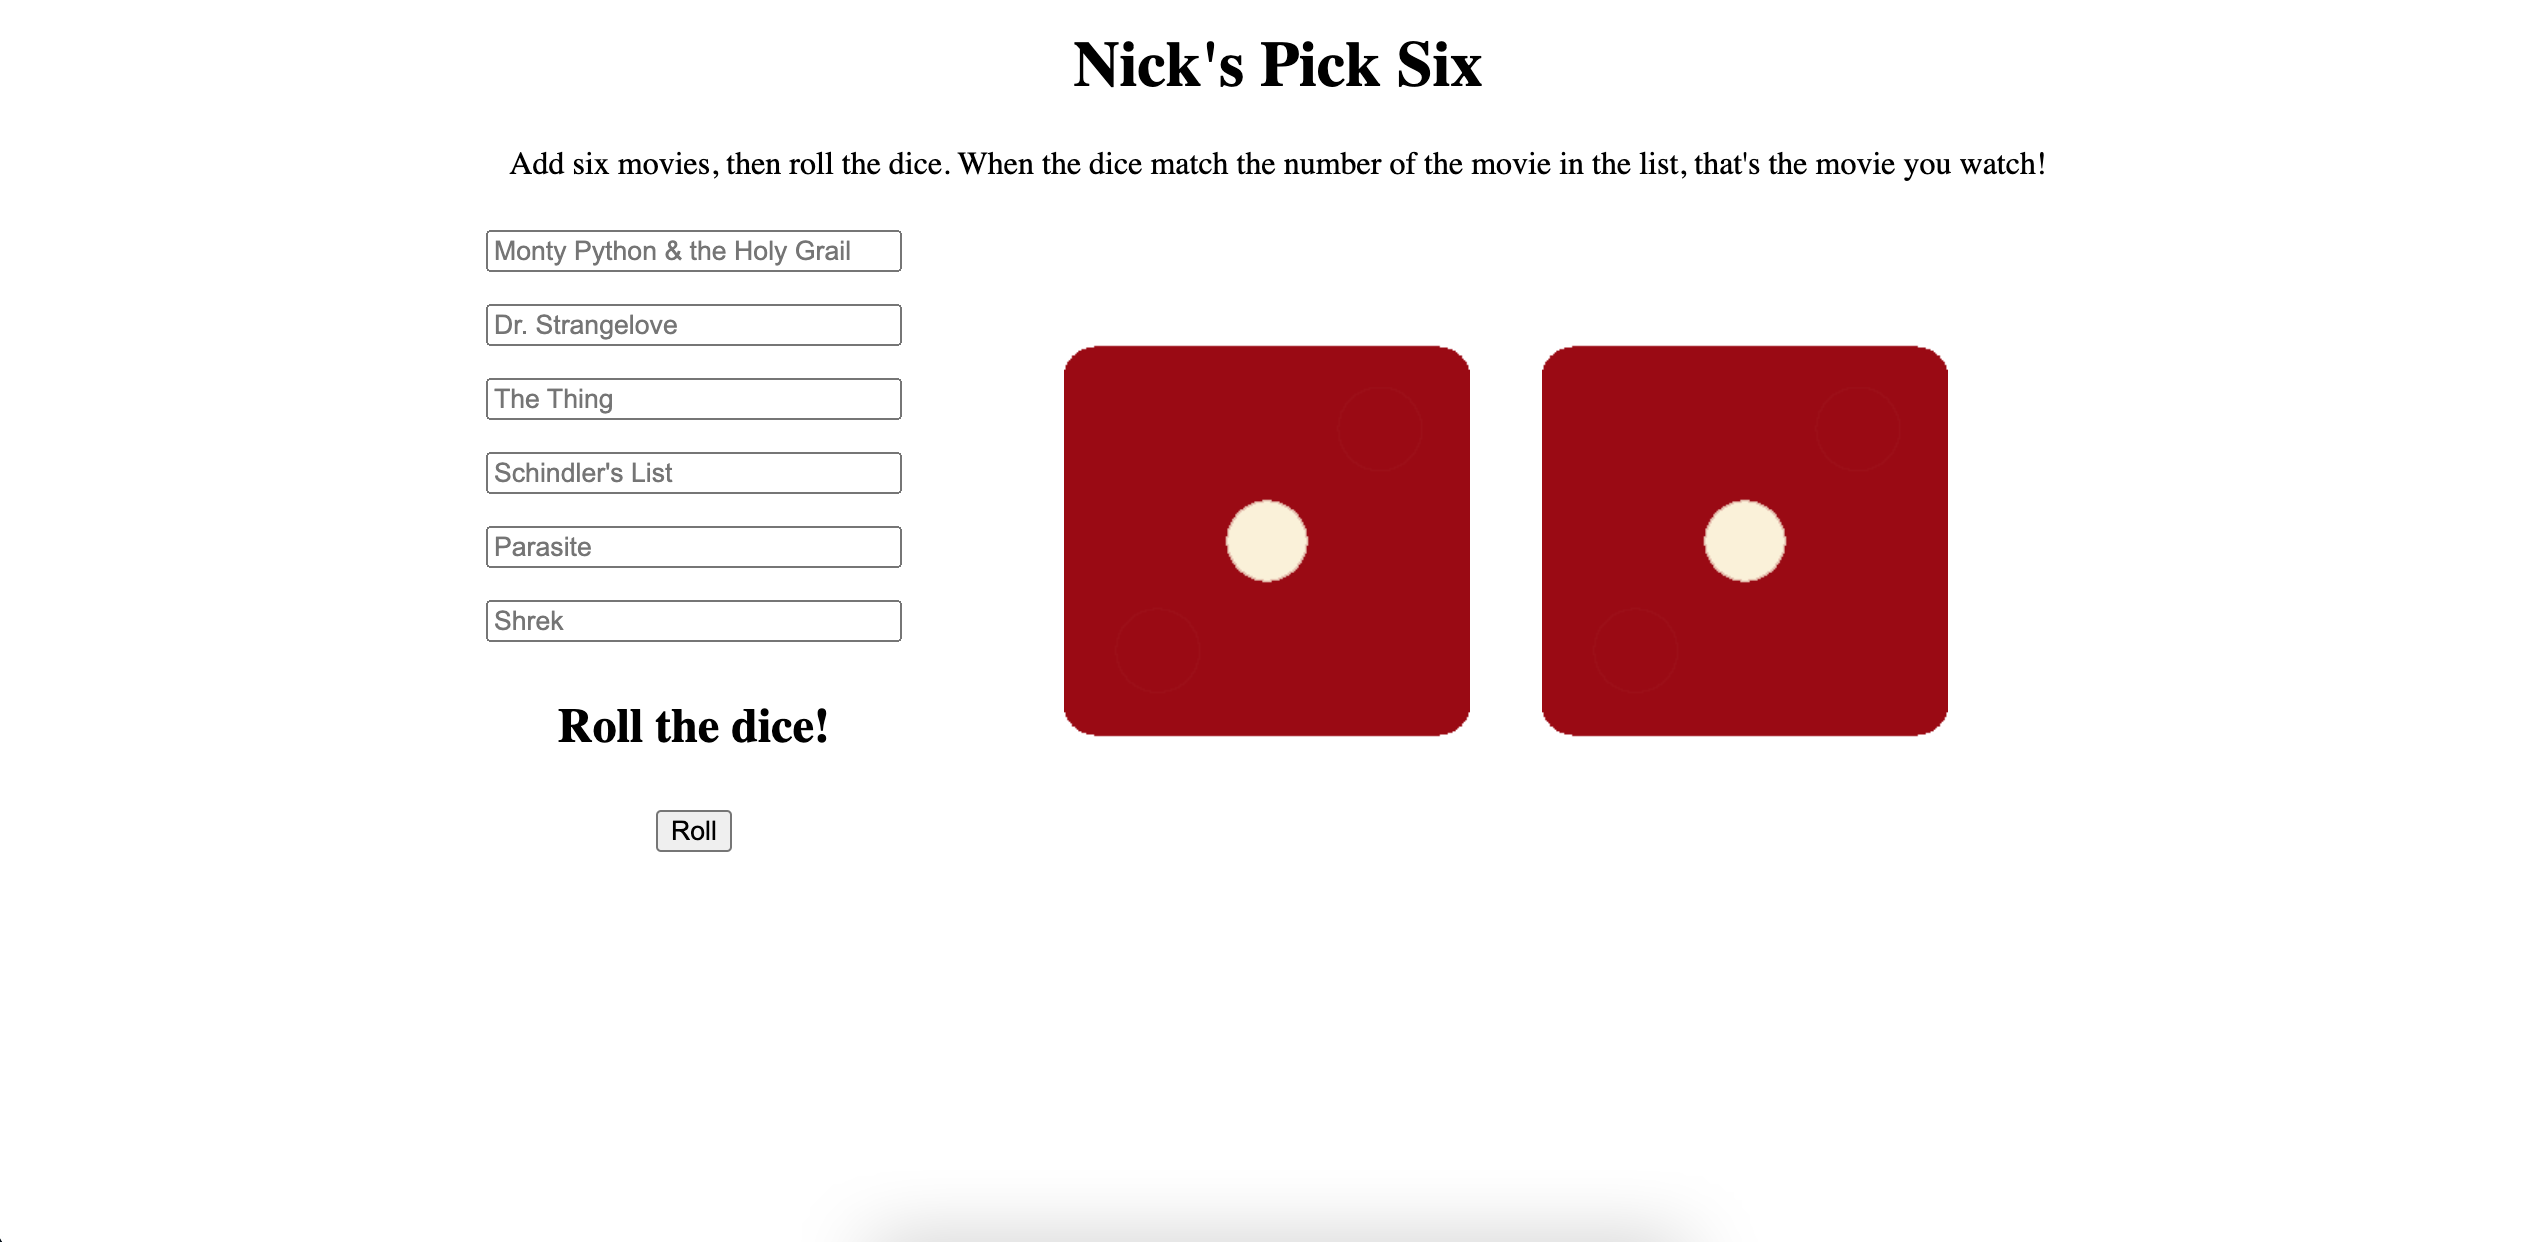 Nick's Pick Six
Add six movies, then roll the dice. When the dice match the number of the movie in the list, that's the movie you watch!
Monty Python & the Holy Grail
Dr. Strangelove
The Thing
Schindler's List
Parasite
Shrek
Roll the dice!
Roll